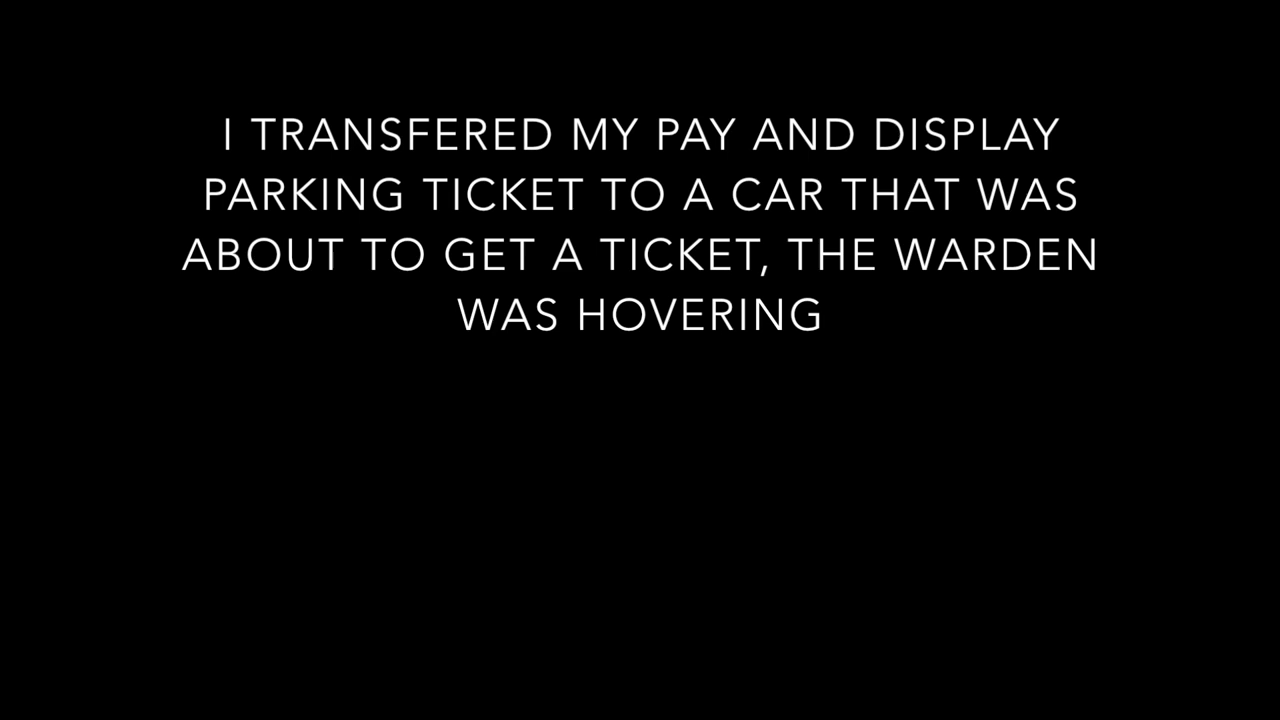 I TRANSFERED MY PAY AND DISPLAY
PARKING TICKET TO A CAR THAT WAS
ABOUT TO GET A TICKET, THE WARDEN
WAS HOVERING